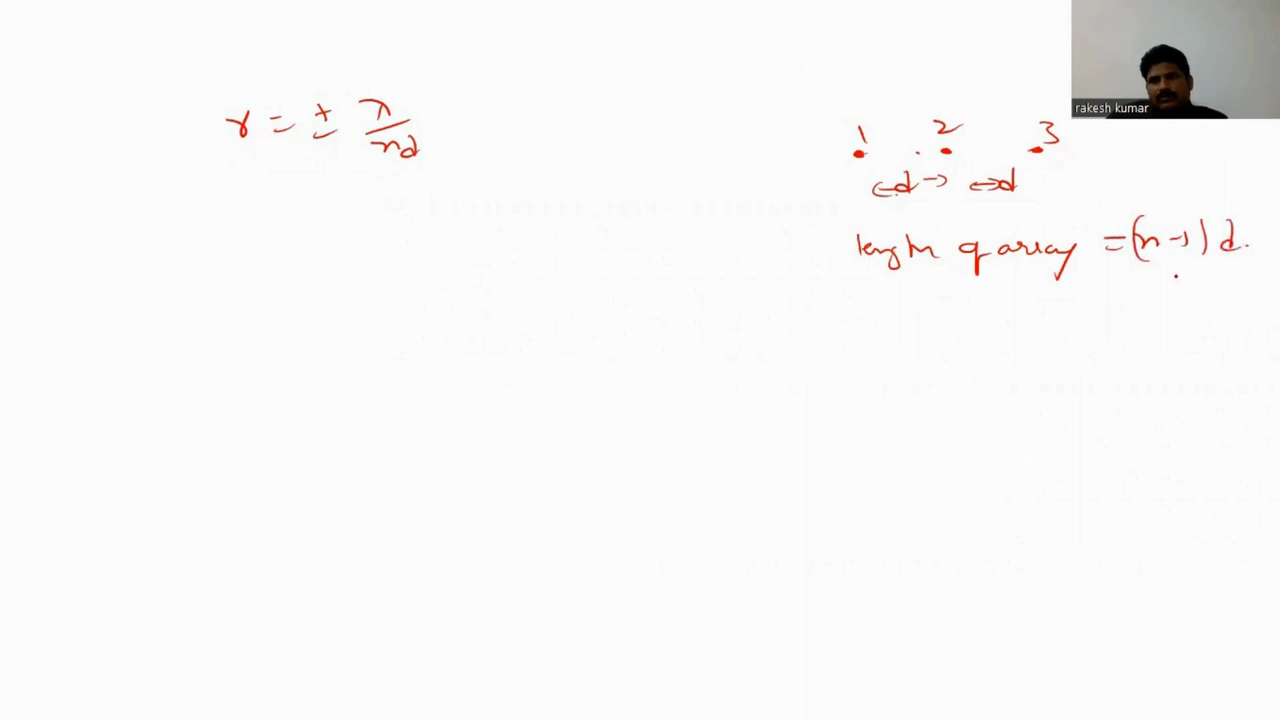 γ = ± λ/nd
1 2 3
←d→ ↔d
length of array = (n-1) d.
rakesh kumar